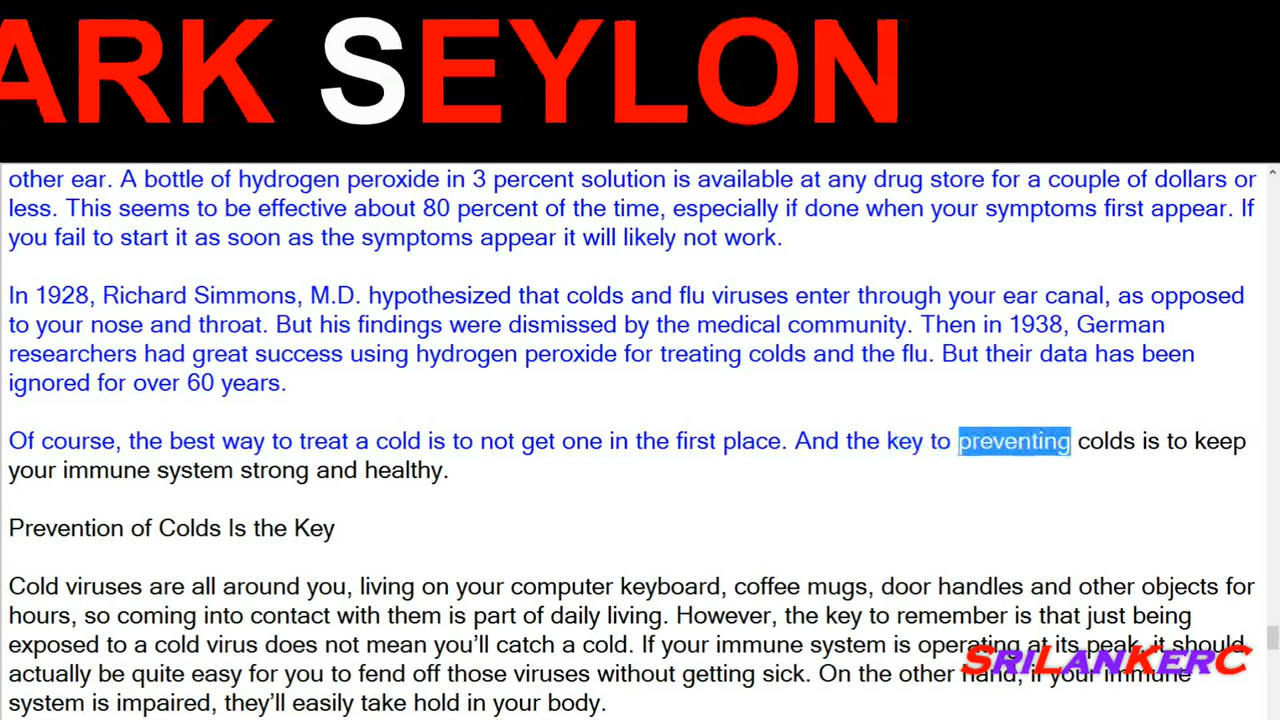 ARK SEYLON
other ear. A bottle of hydrogen peroxide in 3 percent solution is available at any drug store for a couple of dollars or
less. This seems to be effective about 80 percent of the time, especially if done when your symptoms first appear. If
you fail to start it as soon as the symptoms appear it will likely not work.
In 1928, Richard Simmons, M.D. hypothesized that colds and flu viruses enter through your ear canal, as opposed
to your nose and throat. But his findings were dismissed by the medical community. Then in 1938, German
researchers had great success using hydrogen peroxide for treating colds and the flu. But their data has been
ignored for over 60 years.
Of course, the best way to treat a cold is to not get one in the first place. And the key to preventing colds is to keep
your immune system strong and healthy.
Prevention of Colds Is the Key
Cold viruses are all around you, living on your computer keyboard, coffee mugs, door handles and other objects for
hours, so coming into contact with them is part of daily living. However, the key to remember is that just being
exposed to a cold virus does not mean you'll catch a cold. If your immune system is operating at its peak, it should
actually be quite easy for you to fend off those viruses without getting sick. On the other hand, if your immune
system is impaired, they'll easily take hold in your body.
SRILANKERC